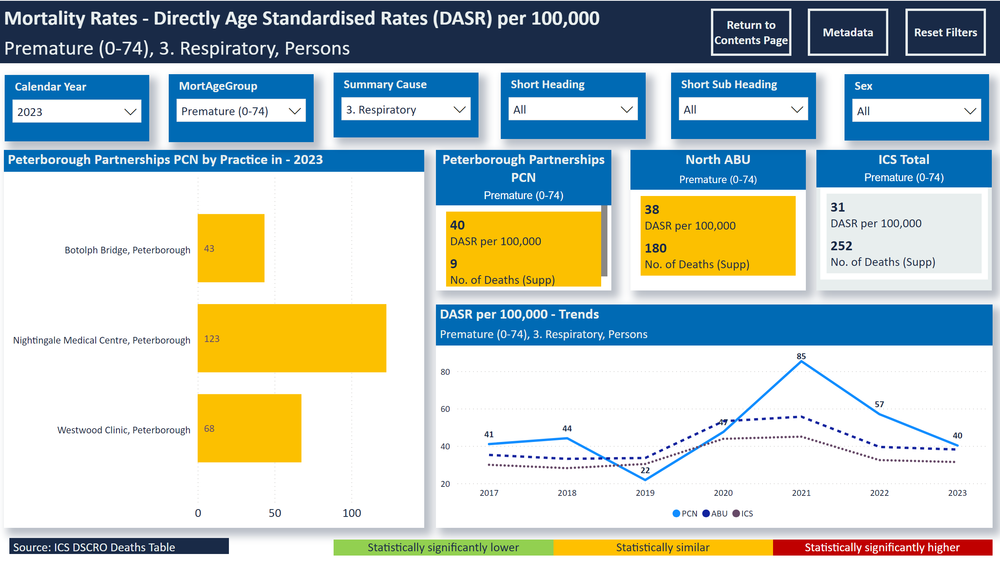 Mortality Rates - Directly Age Standardised Rates (DASR) per 100,000
Premature (0-74), 3. Respiratory, Persons
Return to
Contents Page
Metadata
Reset Filters
Calendar Year
2023
MortAgeGroup
Premature (0-74)
Summary Cause
3. Respiratory
Short Heading
All
Short Sub Heading
All
Sex
All
Peterborough Partnerships PCN by Practice in - 2023
Botolph Bridge, Peterborough
43
Nightingale Medical Centre, Peterborough
123
Westwood Clinic, Peterborough
68
0 50 100
Peterborough Partnerships
PCN
Premature (0-74)
40
DASR per 100,000
9
No. of Deaths (Supp)
North ABU
Premature (0-74)
38
DASR per 100,000
180
No. of Deaths (Supp)
ICS Total
Premature (0-74)
31
DASR per 100,000
252
No. of Deaths (Supp)
DASR per 100,000 - Trends
Premature (0-74), 3. Respiratory, Persons
80
60
40
20
41
44
22
47
85
57
40
2017 2018 2019 2020 2021 2022 2023
PCN ABU ICS
Source: ICS DSCRO Deaths Table
Statistically significantly lower
Statistically similar
Statistically significantly higher